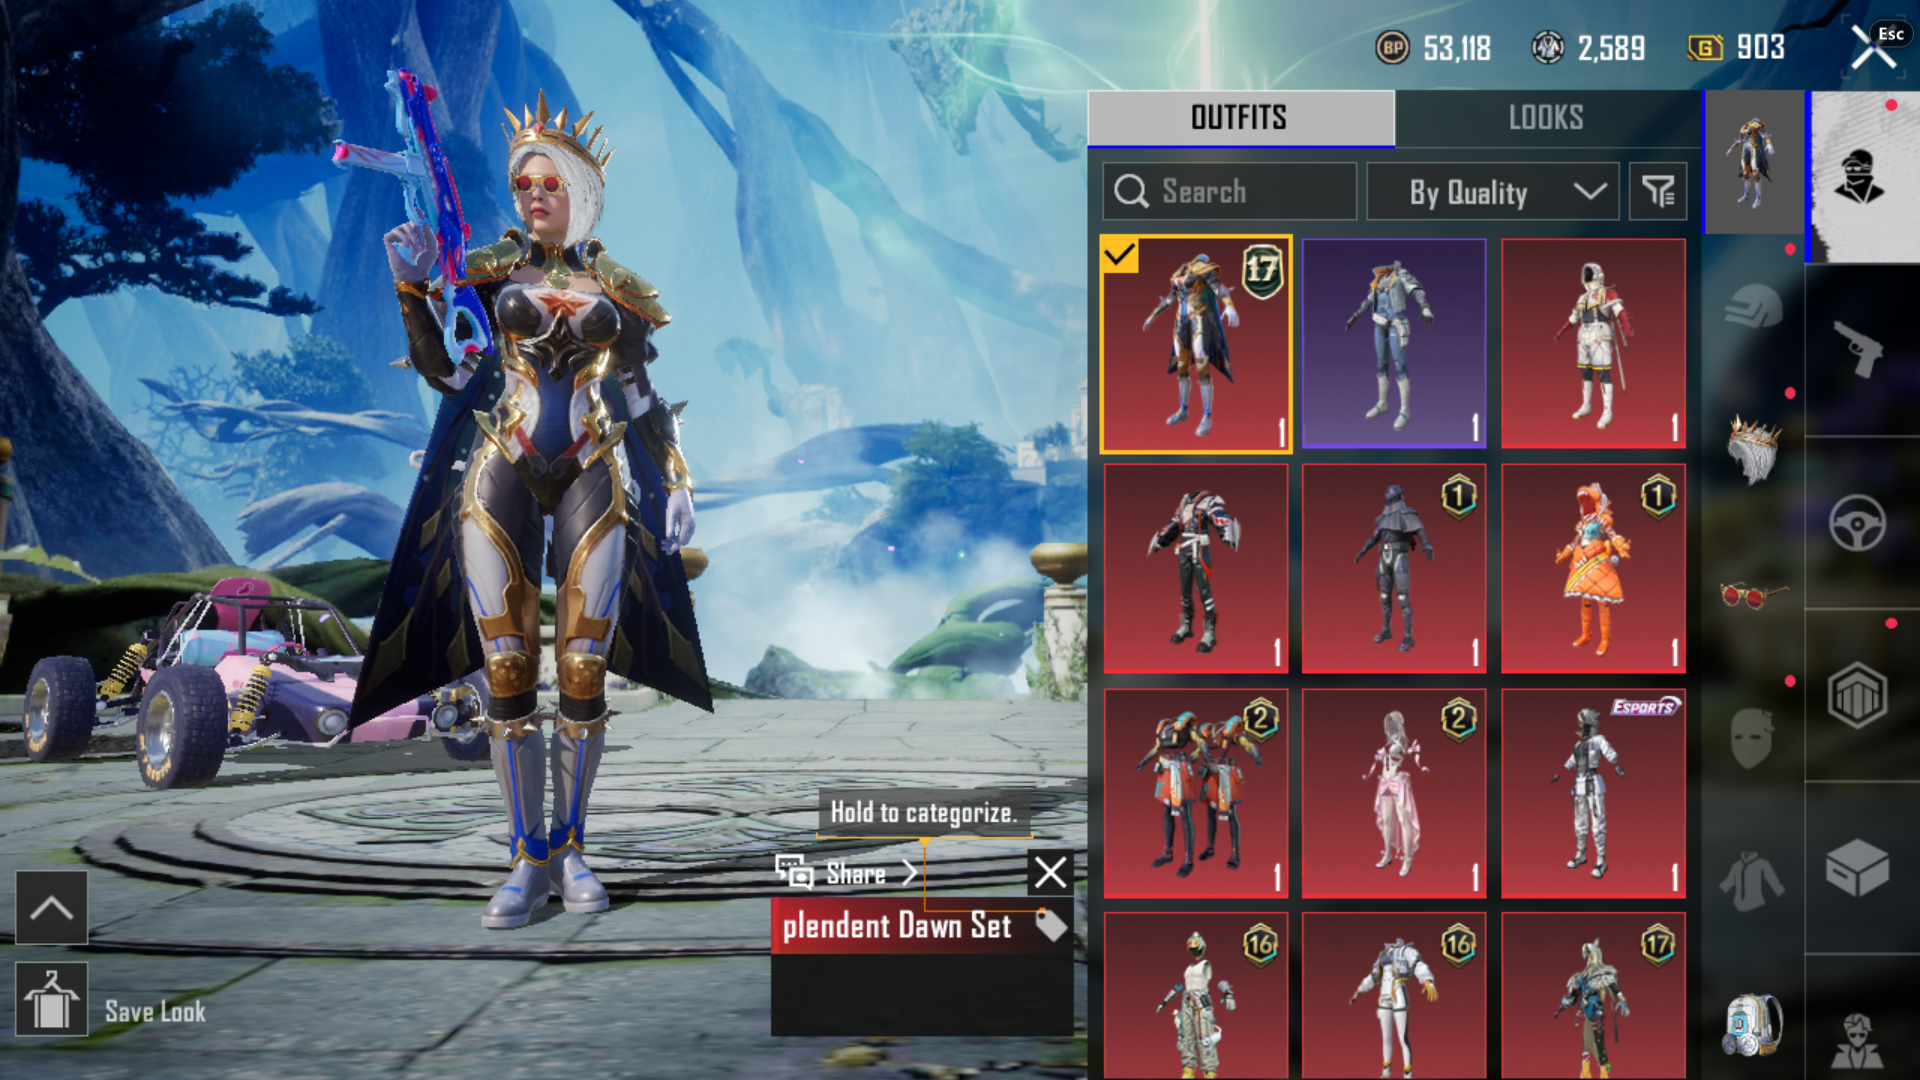 BP 53,118 2,589 G 903 Esc
OUTFITS LOOKS
Search By Quality
17
1 1 1
1 1
1 1 1
2 2 ESPORTS
1 1 1
16 16 17
Hold to categorize.
Share
plendent Dawn Set
Save Look